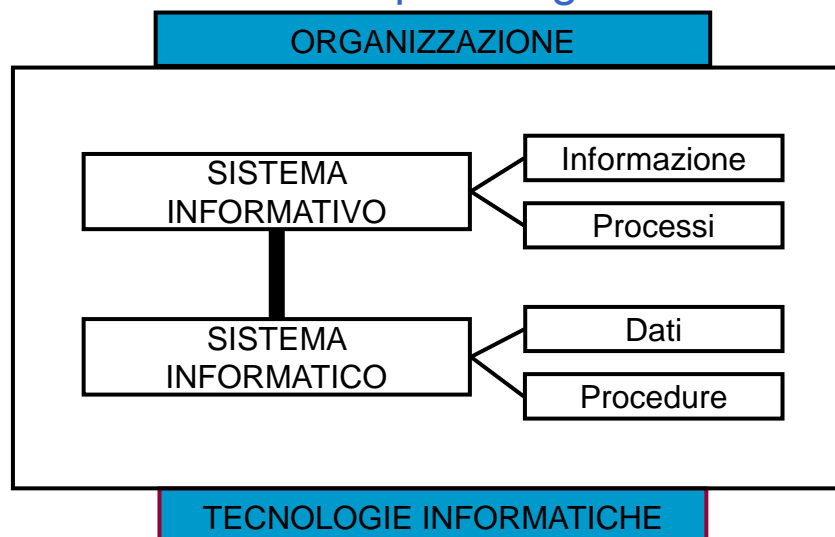 ORGANIZZAZIONE
SISTEMA
INFORMATIVO
Informazione
Processi
SISTEMA
INFORMATICO
Dati
Procedure
TECNOLOGIE INFORMATICHE